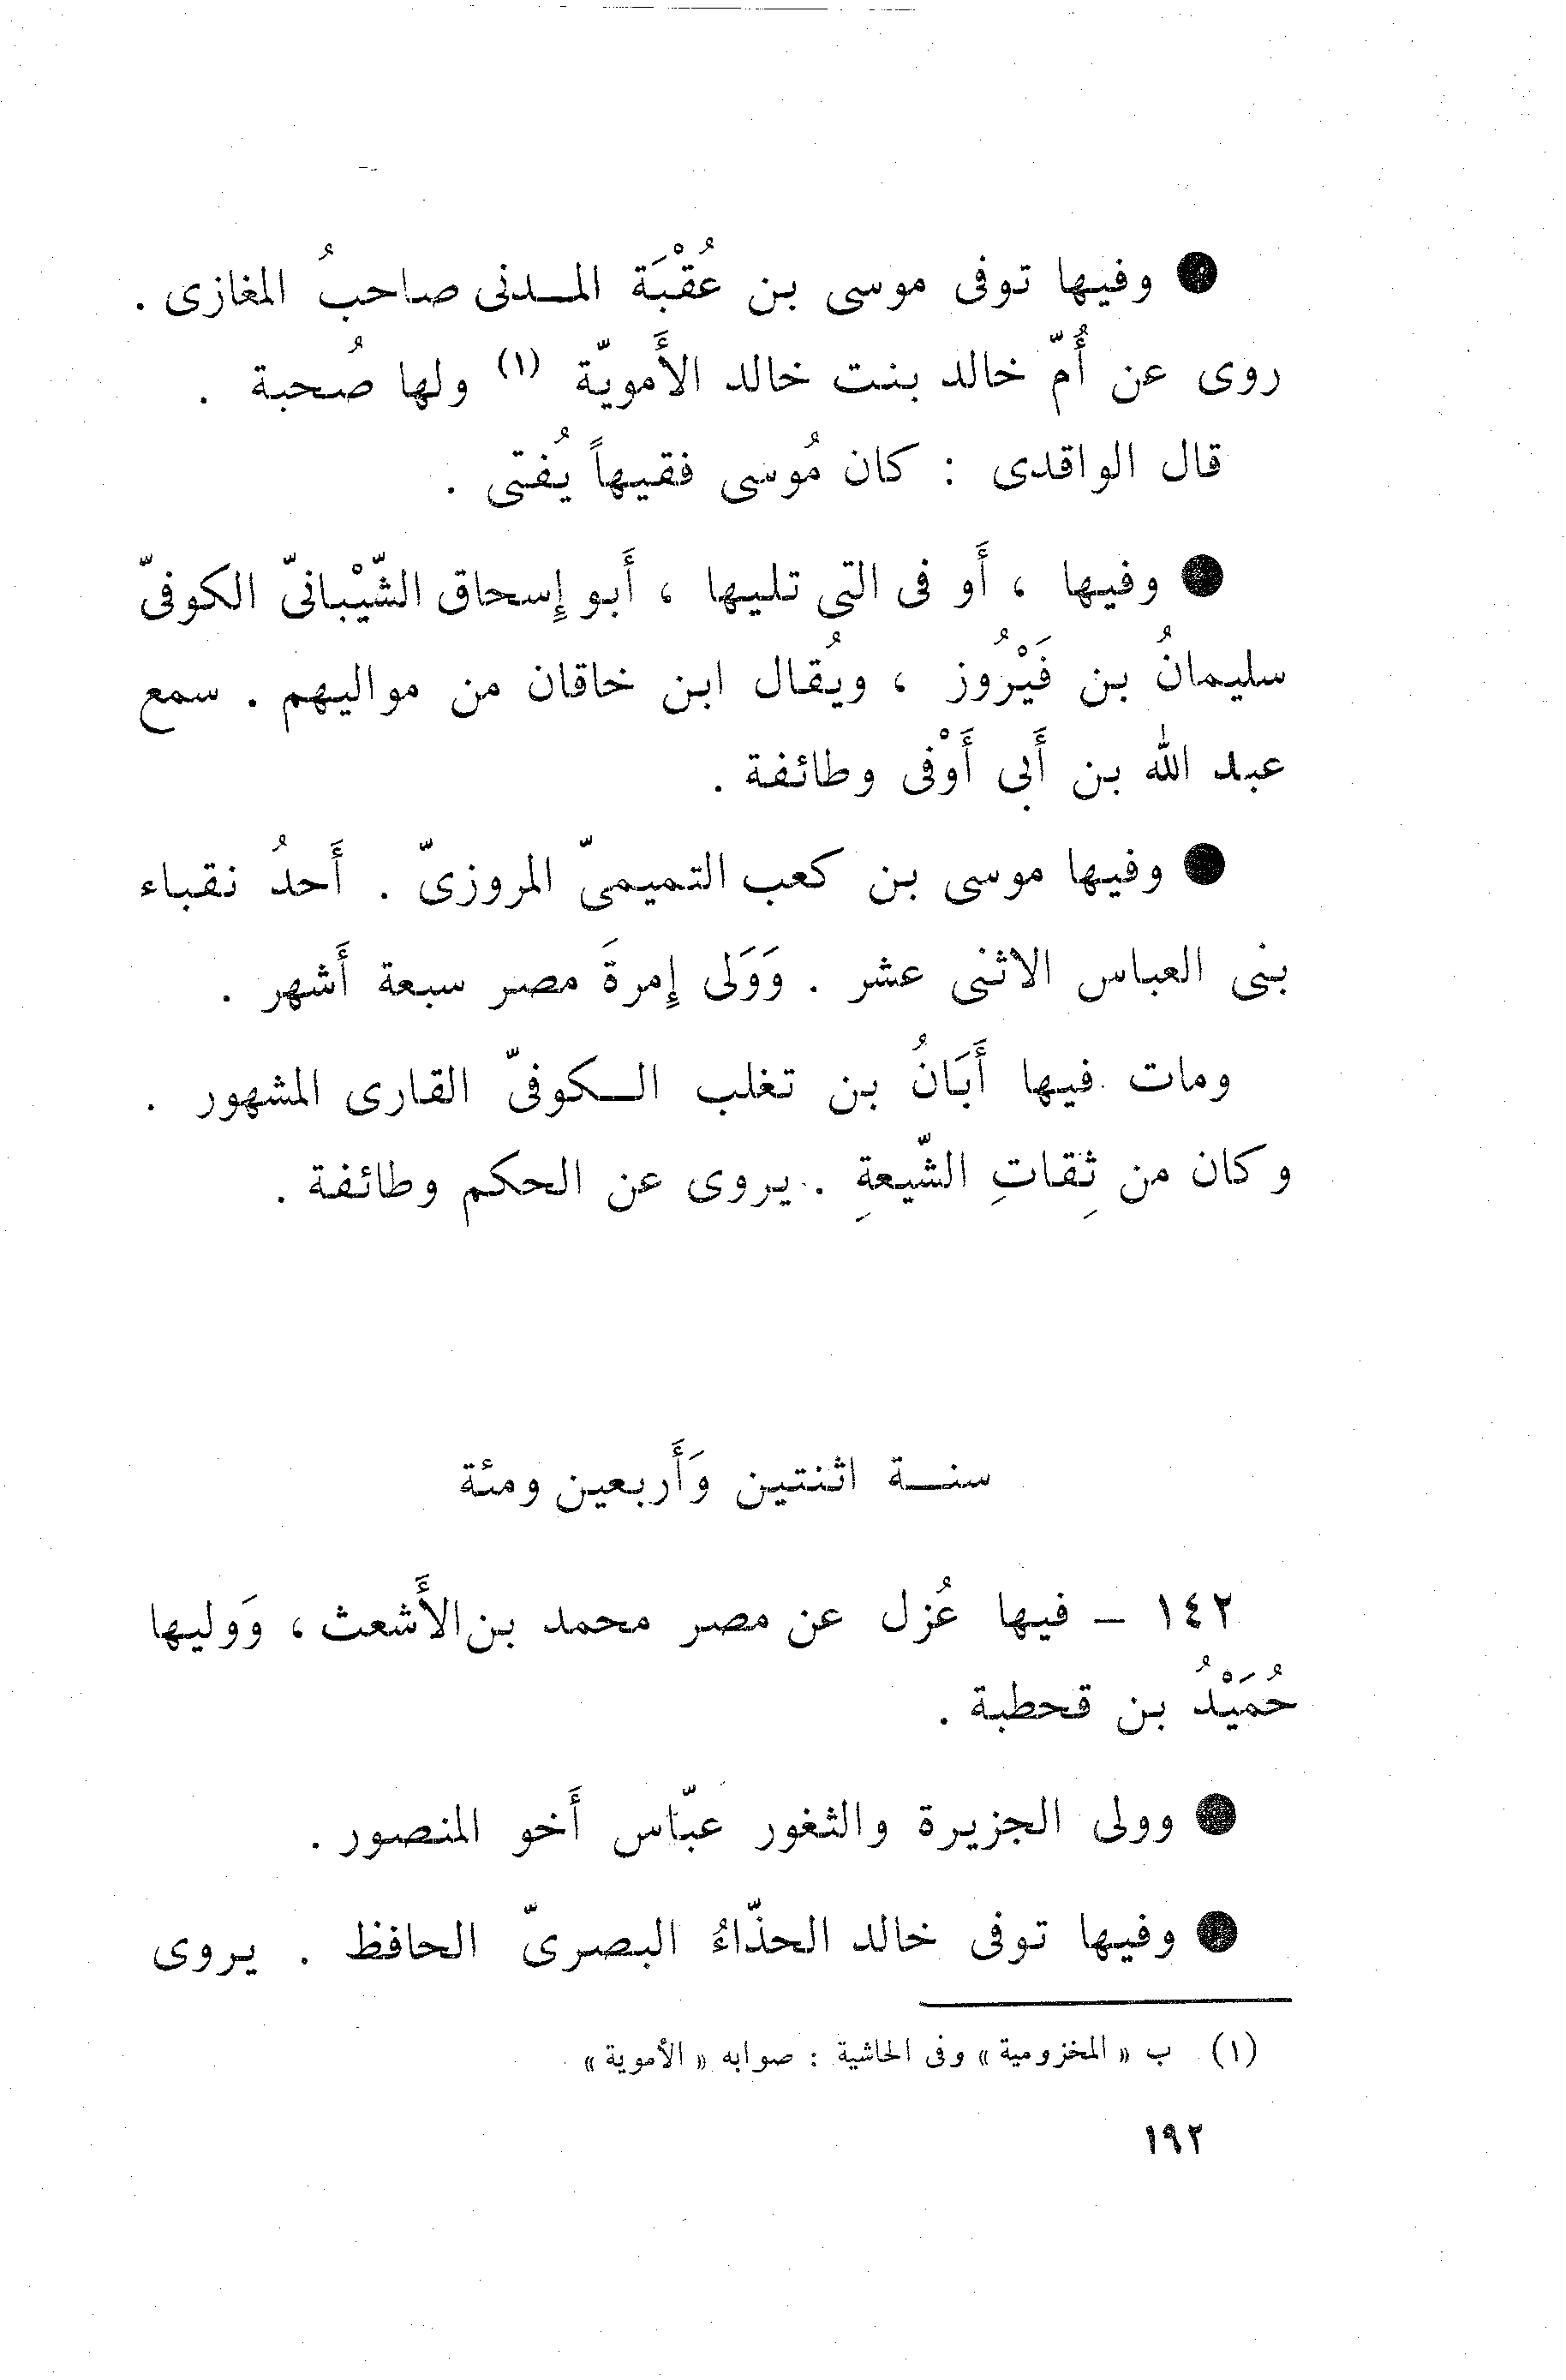 ● وفيها توفى موسى بن عُقْبَة المـدنى صاحبُ المغازى .
روى عن أُمّ خالد بنت خالد الأَمويّة (١) ولها صُحبة .
قال الواقدى : كان مُوسى فقيهاً يُفتى .
● وفيها ، أَو فى التى تليها ، أَبو إِسحاق الشّيْبانىّ الكوفىّ
سليمانُ بن فَيْرُوز ، ويُقال ابن خاقان من مواليهم . سمع
عبد الله بن أَبى أَوْفى وطائفة .
● وفيها موسى بن كعب التميمىّ المروزىّ . أَحدُ نقباء
بنى العباس الاثنى عشر . وَوَلى إِمرةَ مصر سبعة أَشهر .
ومات فيها أَبَانُ بن تغلب الـكوفىّ القارى المشهور .
وكان من ثِقاتِ الشّيعةِ . يروى عن الحكم وطائفة .
سنـة اثنتين وَأَربعين ومئة
١٤٢ – فيها عُزل عن مصر محمد بن الأَشعث ، وَوليها
حُمَيْدُ بن قحطبة .
● وولى الجزيرة والثغور عبّاس أَخو المنصور .
● وفيها توفى خالد الحذّاءُ البصرىّ الحافظ . يروى
(١) ب « المخزومية » وفى الحاشية : صوابه « الأموية »
١٩٢